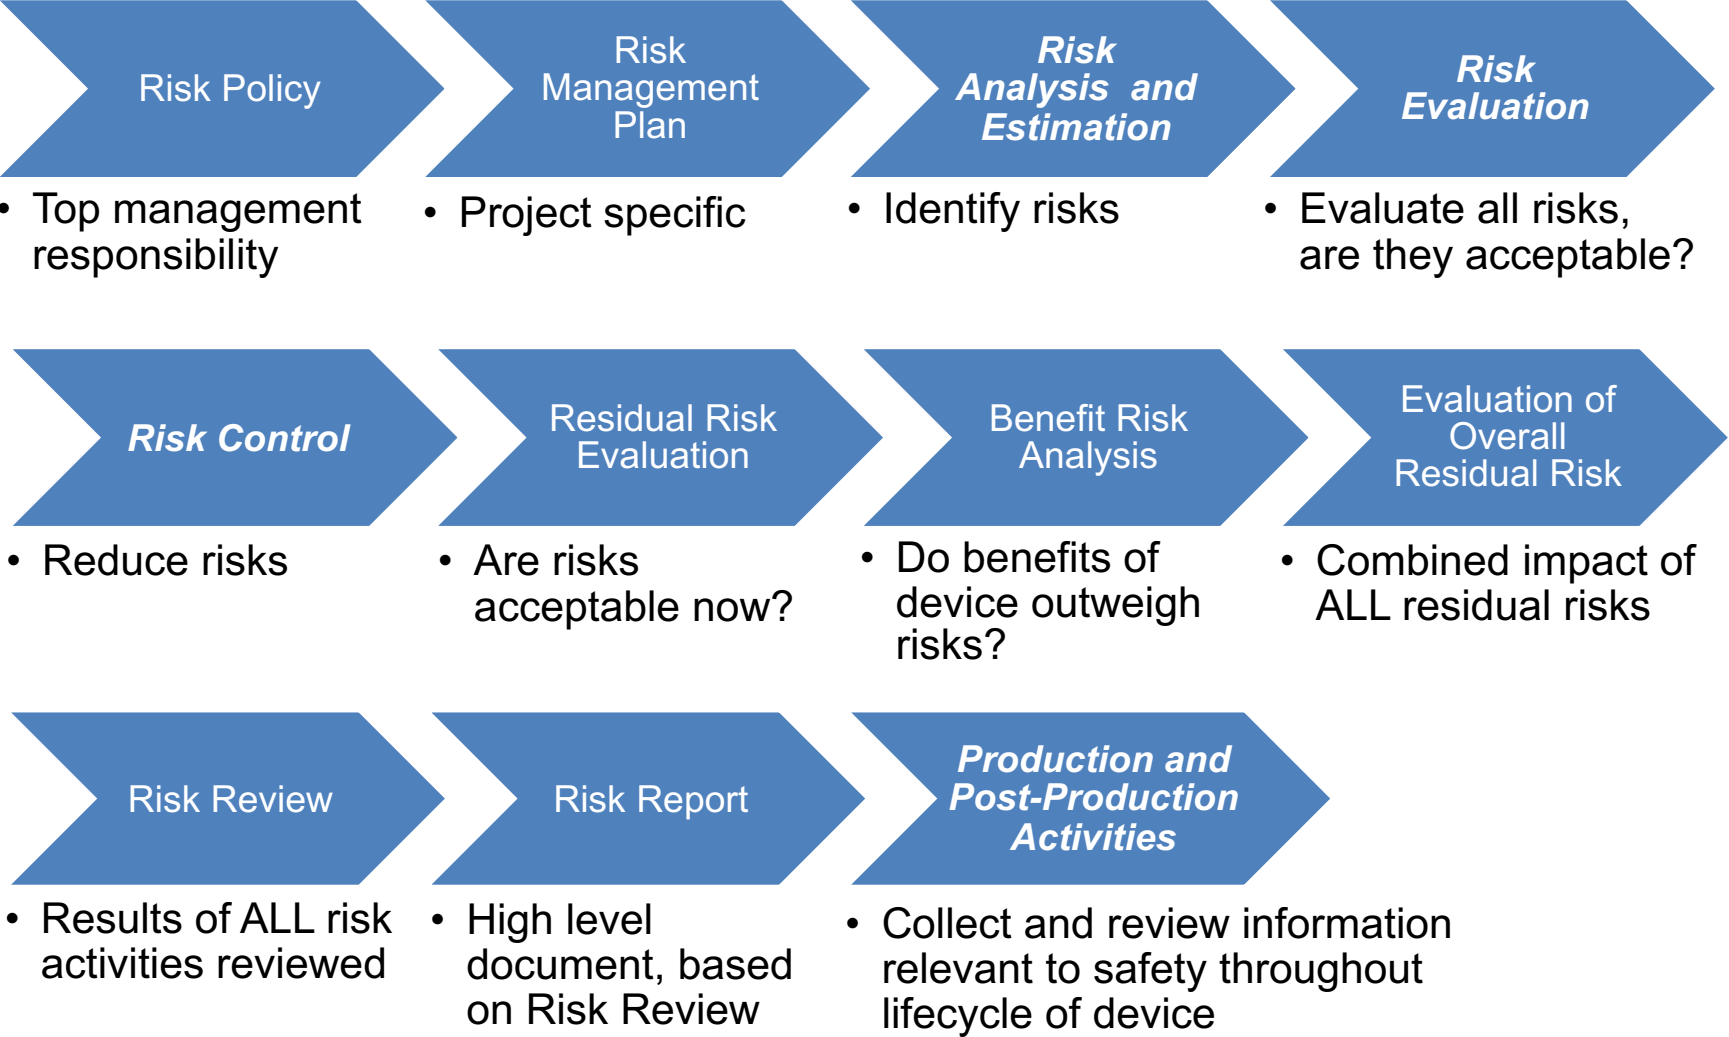 Risk Policy
• Top management
responsibility
Risk
Management
Plan
• Project specific
Risk
Analysis and
Estimation
• Identify risks
Risk
Evaluation
• Evaluate all risks,
are they acceptable?
Risk Control
• Reduce risks
Residual Risk
Evaluation
• Are risks
acceptable now?
Benefit Risk
Analysis
• Do benefits of
device outweigh
risks?
Evaluation of
Overall
Residual Risk
• Combined impact of
ALL residual risks
Risk Review
• Results of ALL risk
activities reviewed
Risk Report
• High level
document, based
on Risk Review
Production and
Post-Production
Activities
• Collect and review information
relevant to safety throughout
lifecycle of device